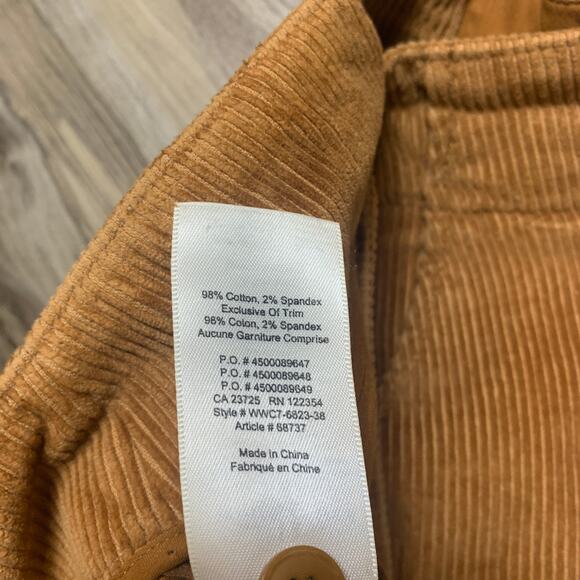 98% Cotton, 2% Spandex
Exclusive Of Trim
98% Coton, 2% Spandex
Aucune Garniture Comprise
P.O. # 4500089647
P.O. # 4500089648
P.O. # 4500089649
CA 23725 RN 122354
Style # WWC7-6823-38
Article # 68737
Made in China
Fabriqué en Chine